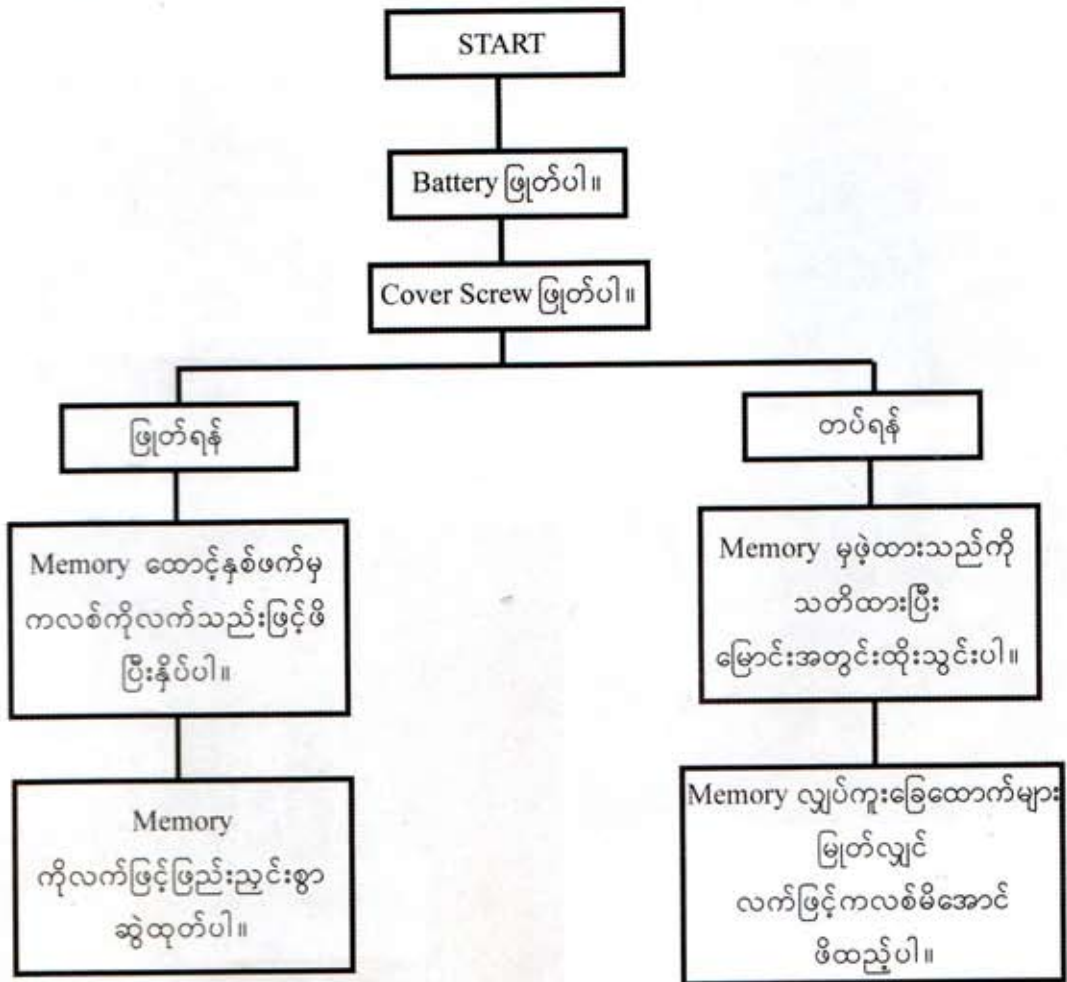 START
Battery ဖြုတ်ပါ။
Cover Screw ဖြုတ်ပါ။
ဖြုတ်ရန်
Memory ထောင့်နှစ်ဖက်မှ
ကလစ်ကိုလက်သည်းဖြင့်ဖိ
ပြီးနှိပ်ပါ။
Memory
ကိုလက်ဖြင့်ဖြည်းညှင်းစွာ
ဆွဲထုတ်ပါ။
တပ်ရန်
Memory မှဖဲ့ထားသည်ကို
သတိထားပြီး
မြောင်းအတွင်းထိုးသွင်းပါ။
Memory လျှပ်ကူးခြေထောက်များ
မြုတ်လျှင်
လက်ဖြင့်ကလစ်မိအောင်
ဖိထည့်ပါ။